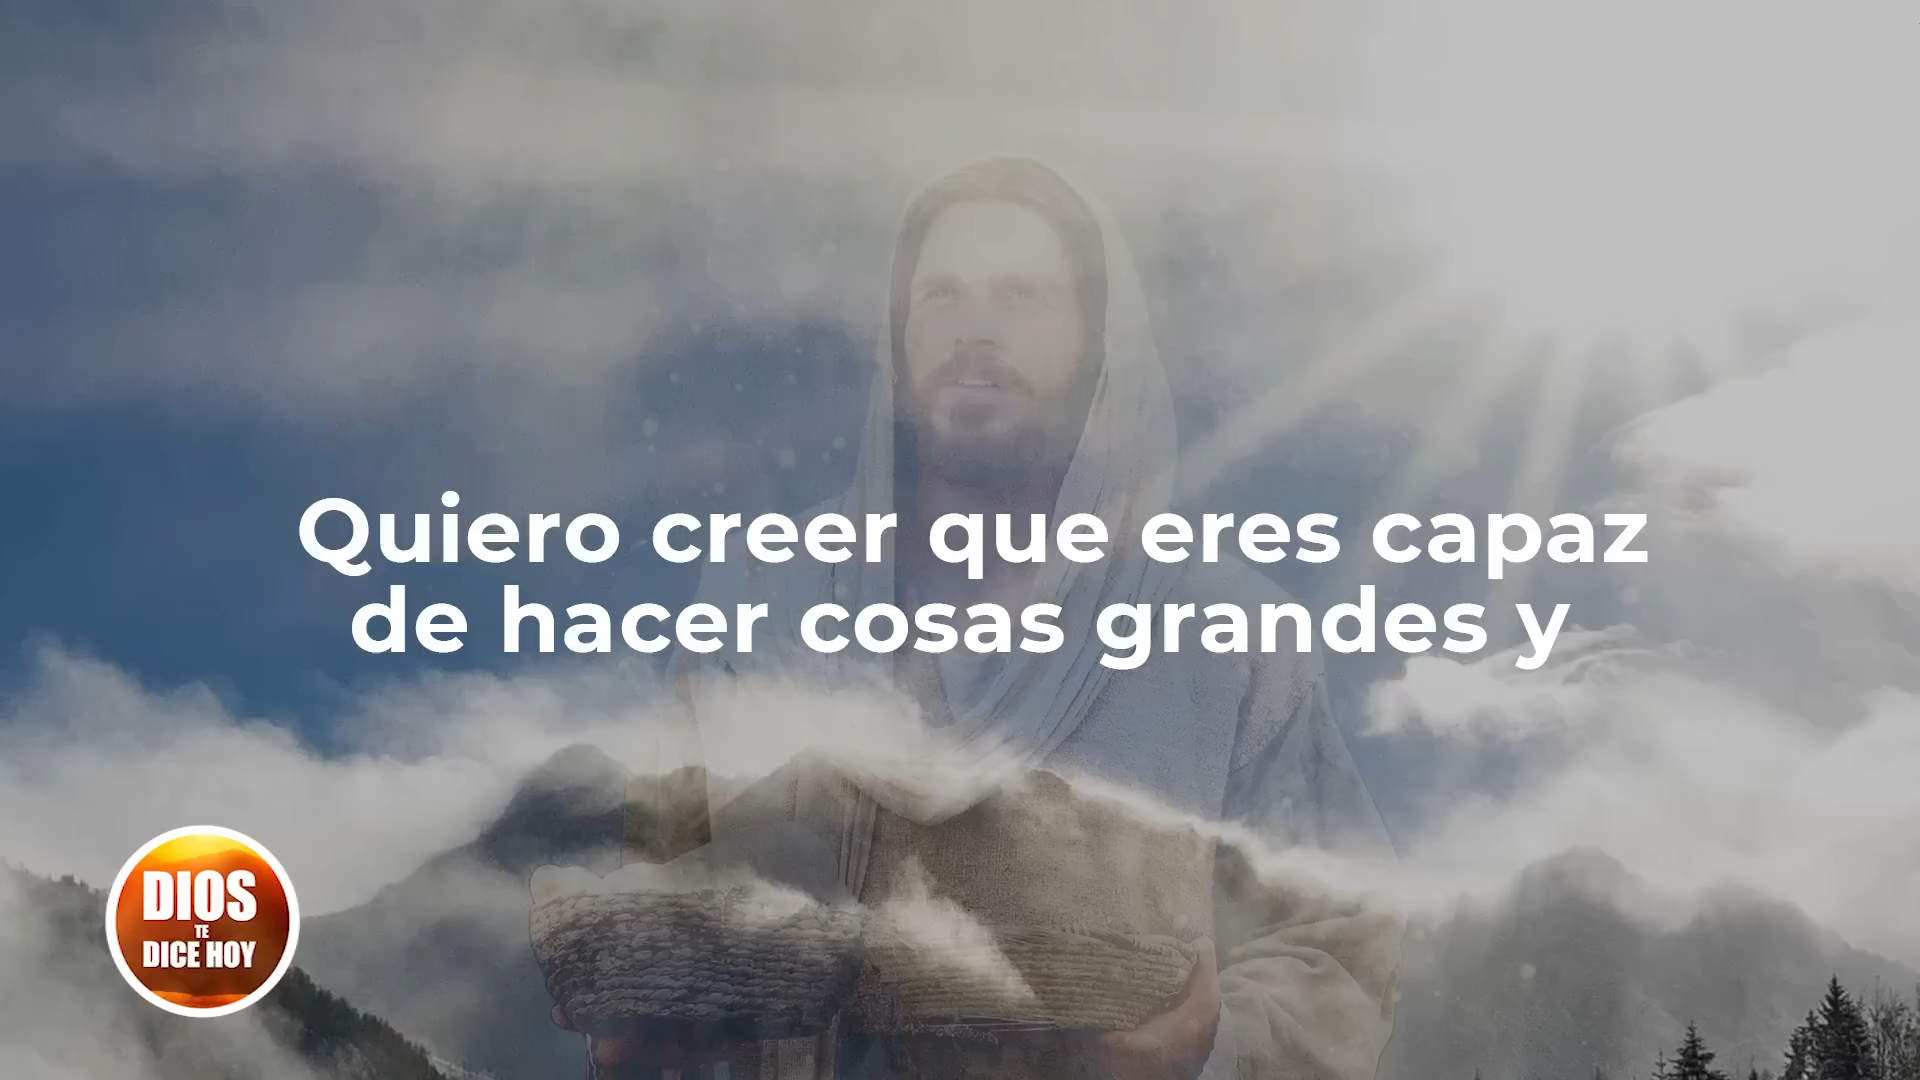 Quiero creer que eres capaz
de hacer cosas grandes y
DIOS
TE
DICE HOY